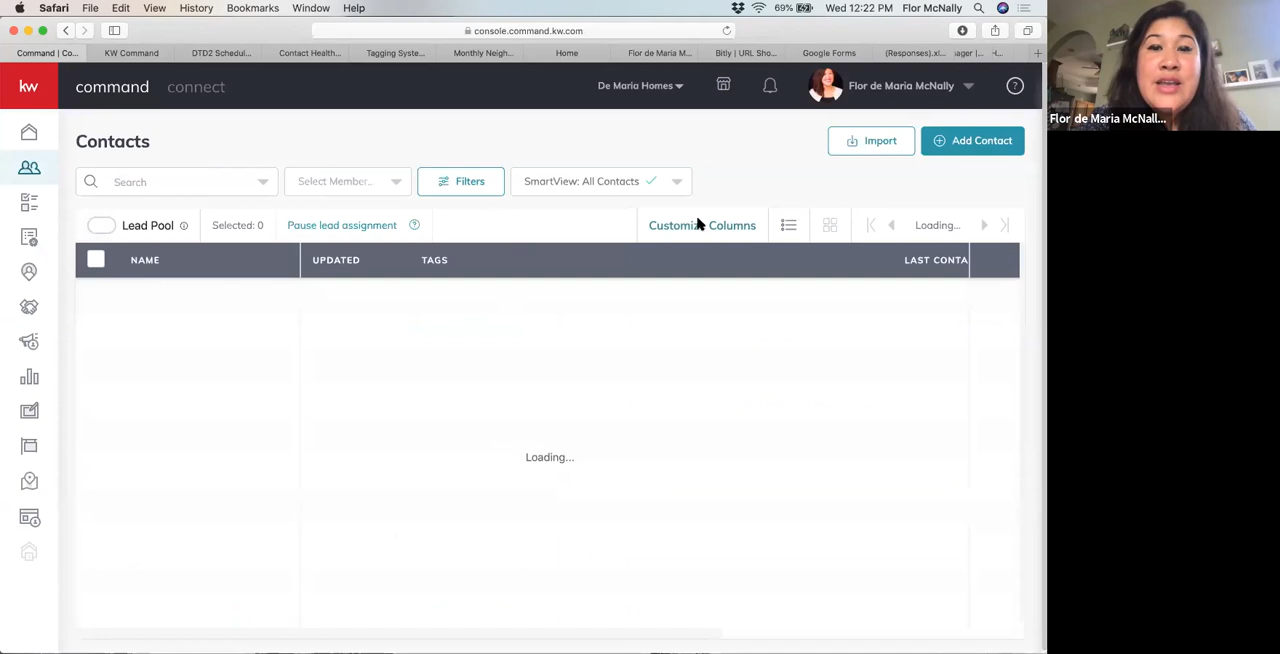 Safari File Edit View History Bookmarks Window Help 69% Wed 12:22 PM Flor McNally
console.command.kw.com
Command | Co... KW Command DTD2 Schedul... Contact Health... Tagging Syste... Monthly Neigh... Home Flor de Maria M... Bitly | URL Sho... Google Forms (Responses).xl... ager | H...
kw command connect De Maria Homes Flor de Maria McNally ?
Contacts Import Add Contact
Search Select Member... Filters SmartView: All Contacts
Lead Pool Selected: 0 Pause lead assignment ? Customize Columns Loading...
NAME UPDATED TAGS LAST CONTA
Loading...
Flor de Maria McNall...